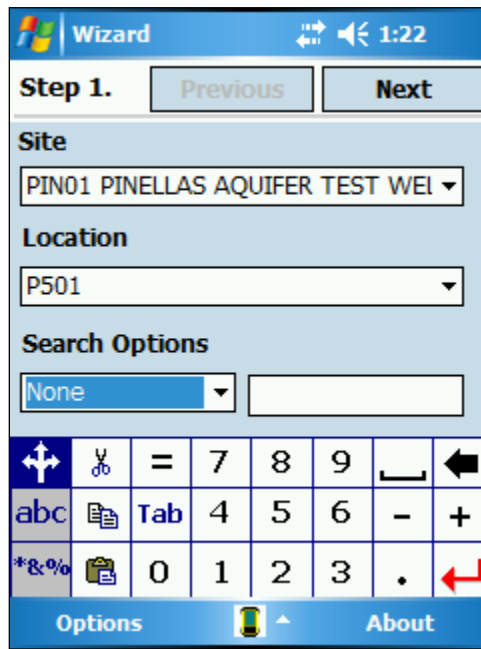 Wizard 1:22
Step 1. Previous Next
Site
PIN01 PINELLAS AQUIFER TEST WEL
Location
P501
Search Options
None
= 7 8 9
abc Tab 4 5 6 - +
*&% 0 1 2 3 .
Options About